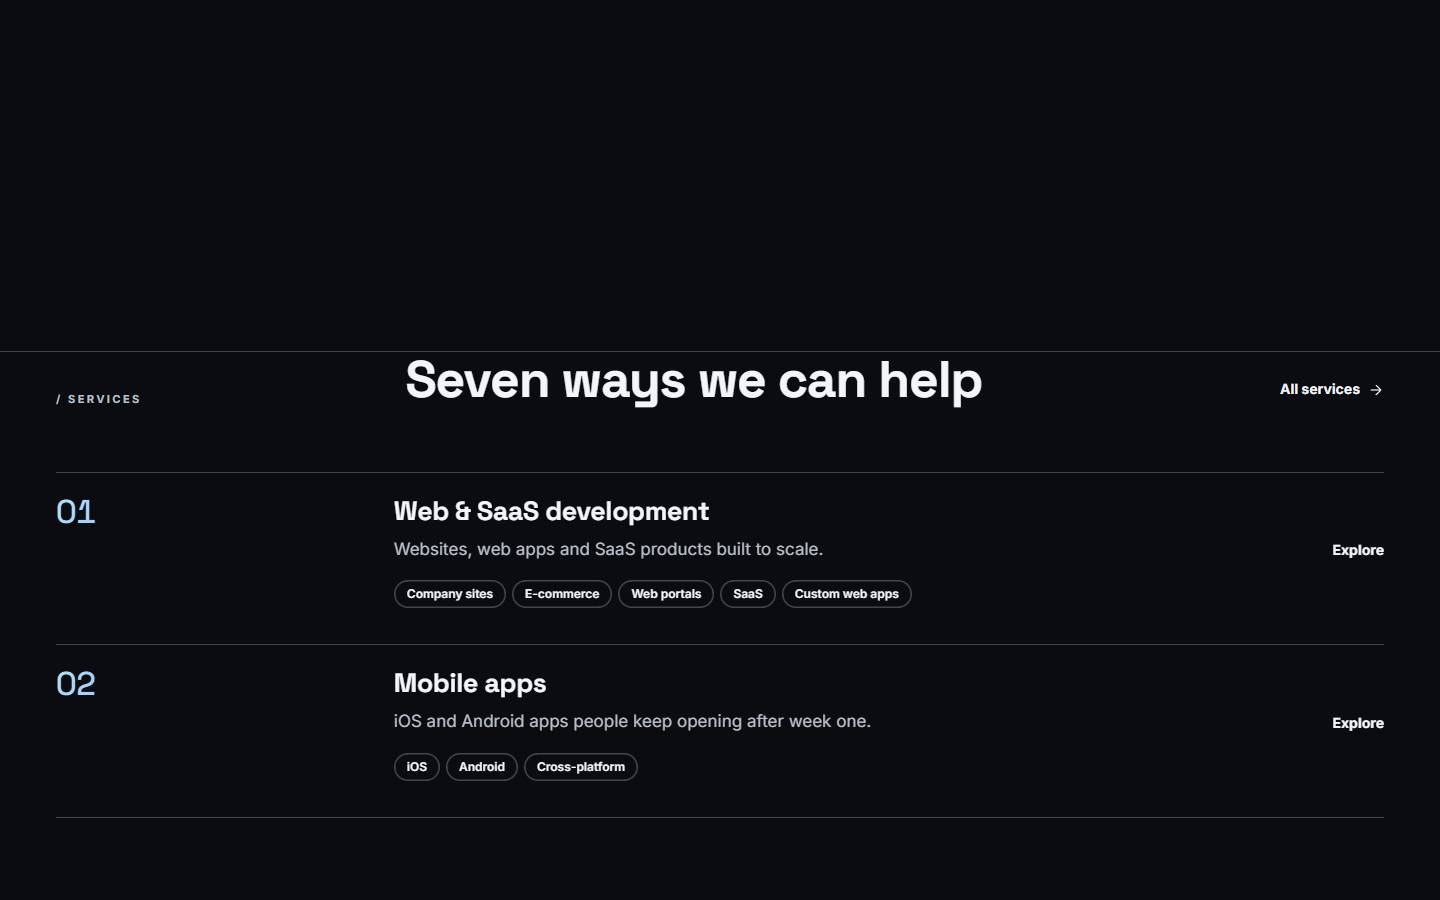 / SERVICES
Seven ways we can help
All services →
01
Web & SaaS development
Websites, web apps and SaaS products built to scale.
Explore
Company sites
E-commerce
Web portals
SaaS
Custom web apps
02
Mobile apps
iOS and Android apps people keep opening after week one.
Explore
iOS
Android
Cross-platform